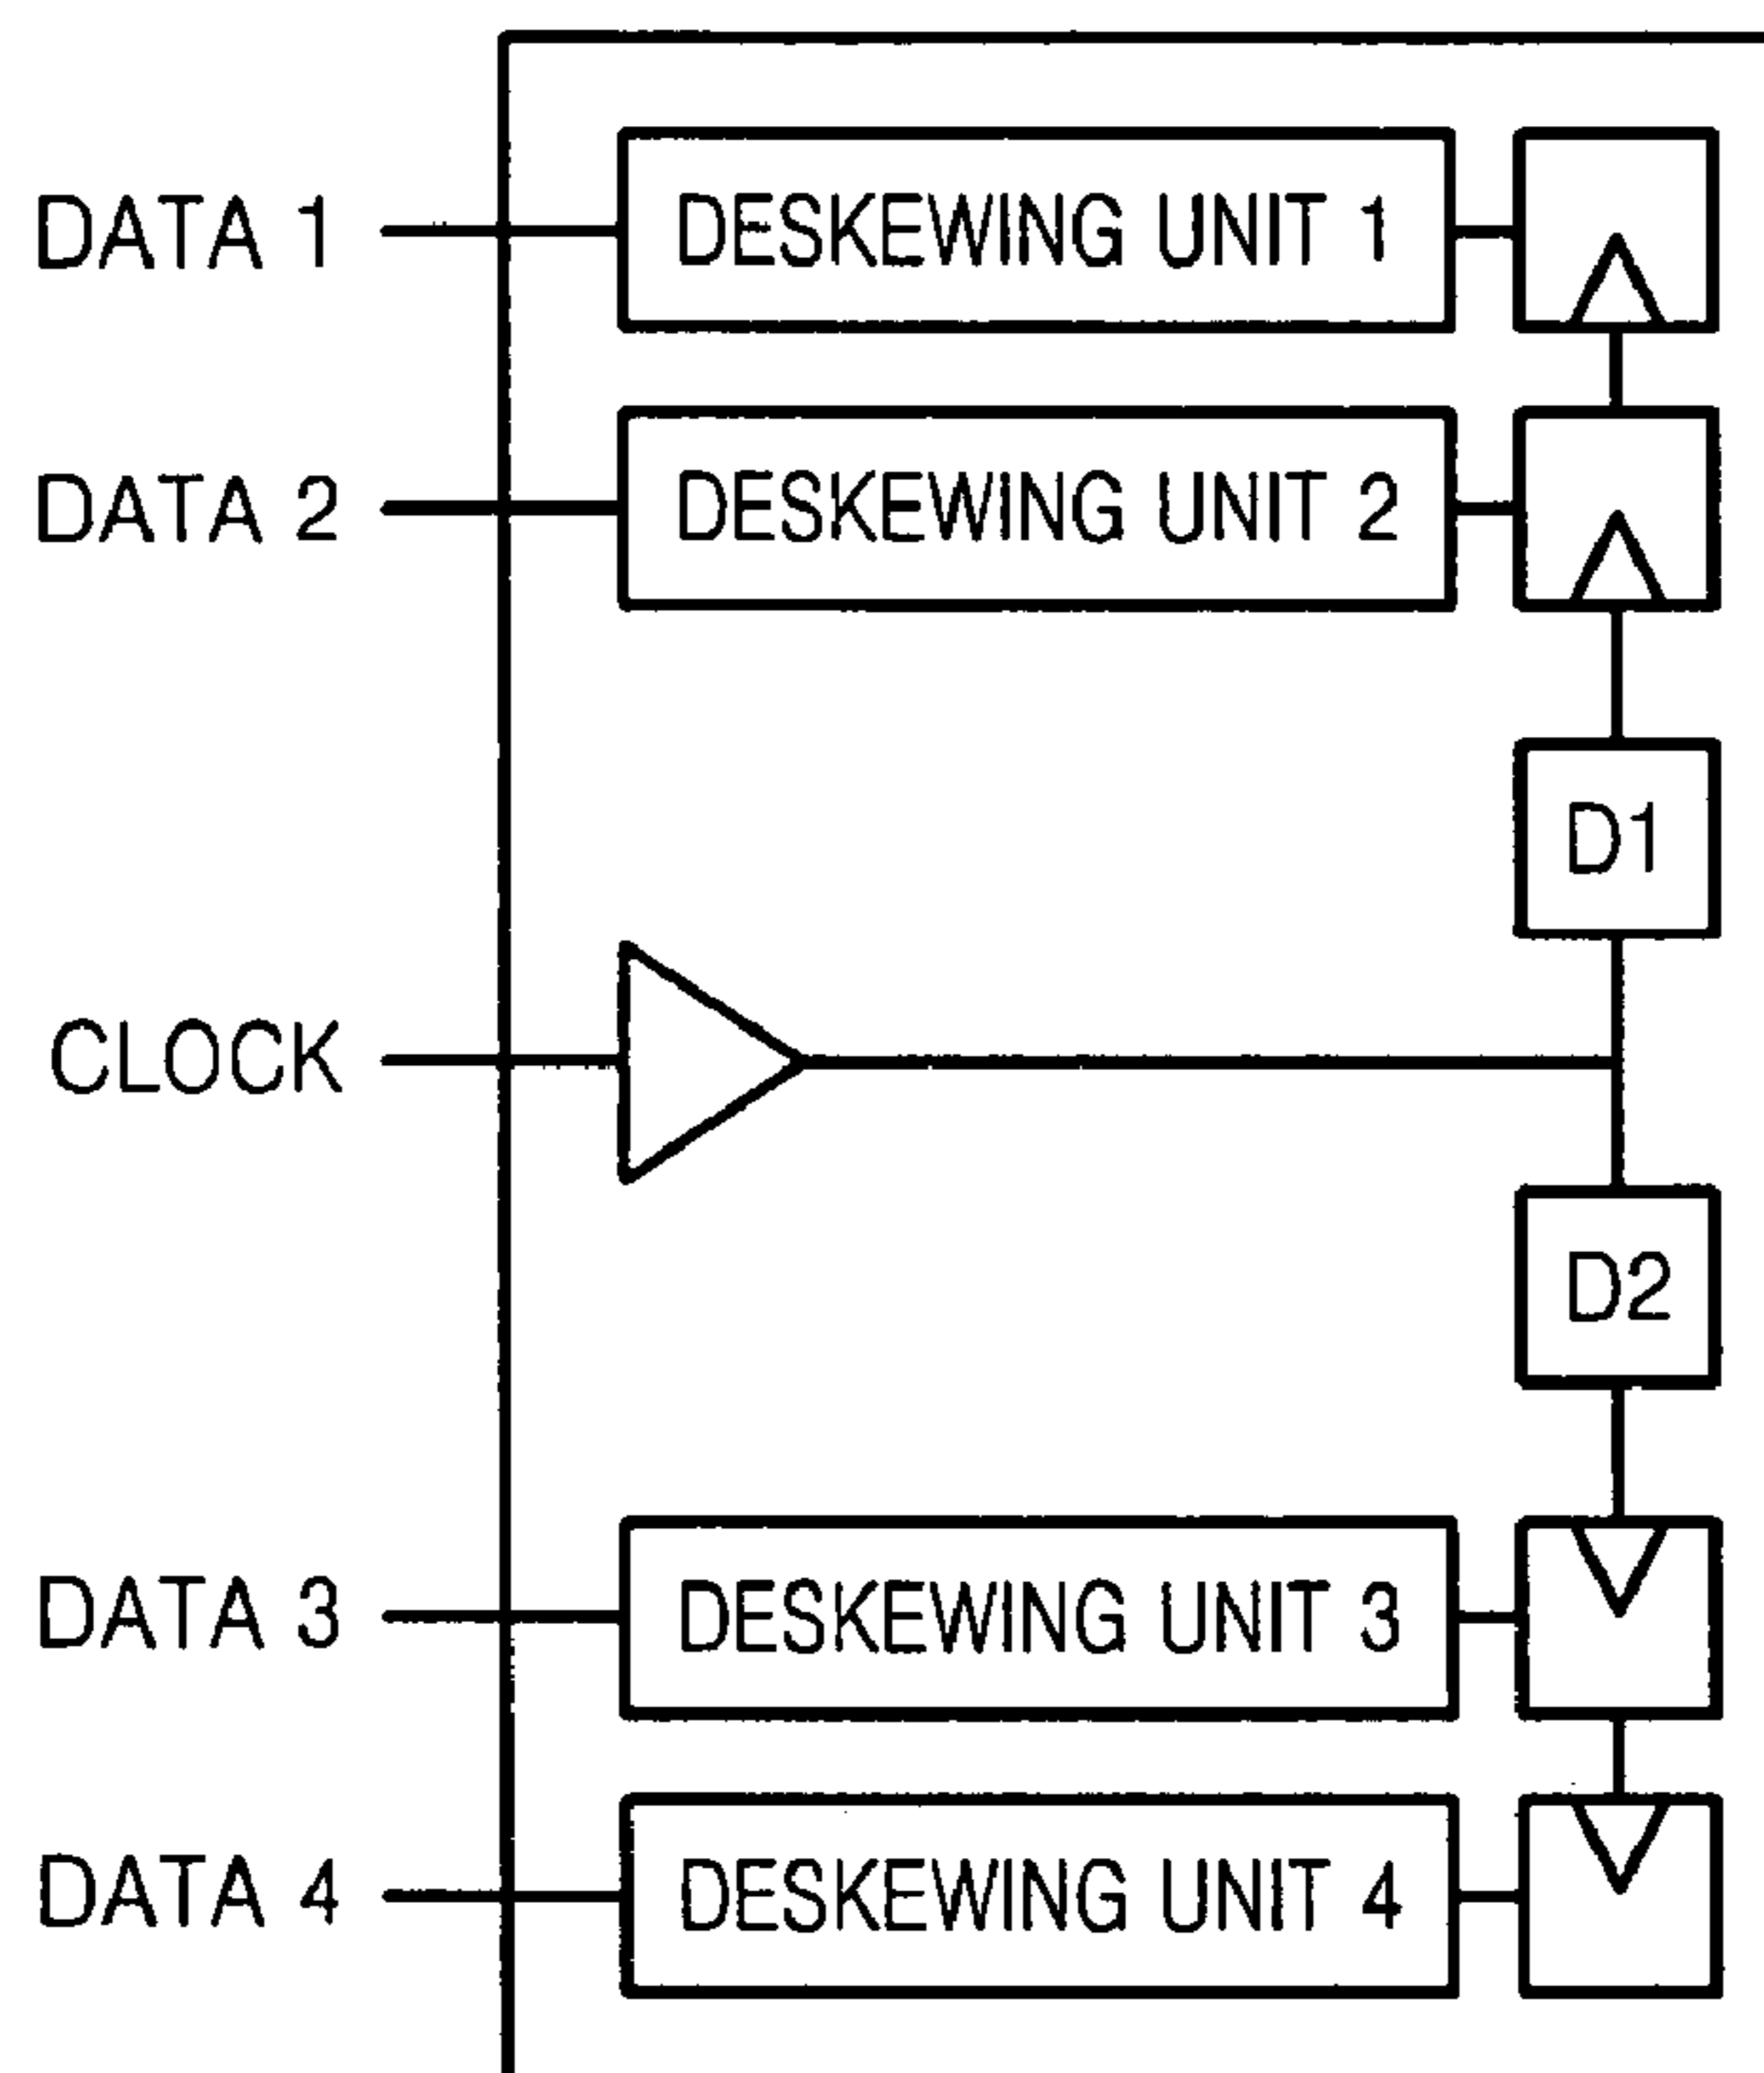 DATA 1 DESKEWING UNIT 1
DATA 2 DESKEWING UNIT 2
D1
CLOCK
D2
DATA 3 DESKEWING UNIT 3
DATA 4 DESKEWING UNIT 4